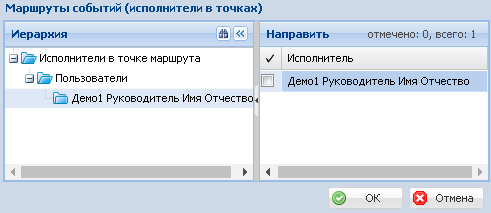 Маршруты событий (исполнители в точках)
Иерархия
Исполнители в точке маршрута
Пользователи
Демо1 Руководитель Имя Отчество
Направить отмечено: 0, всего: 1
Исполнитель
Демо1 Руководитель Имя Отчество
OK Отмена